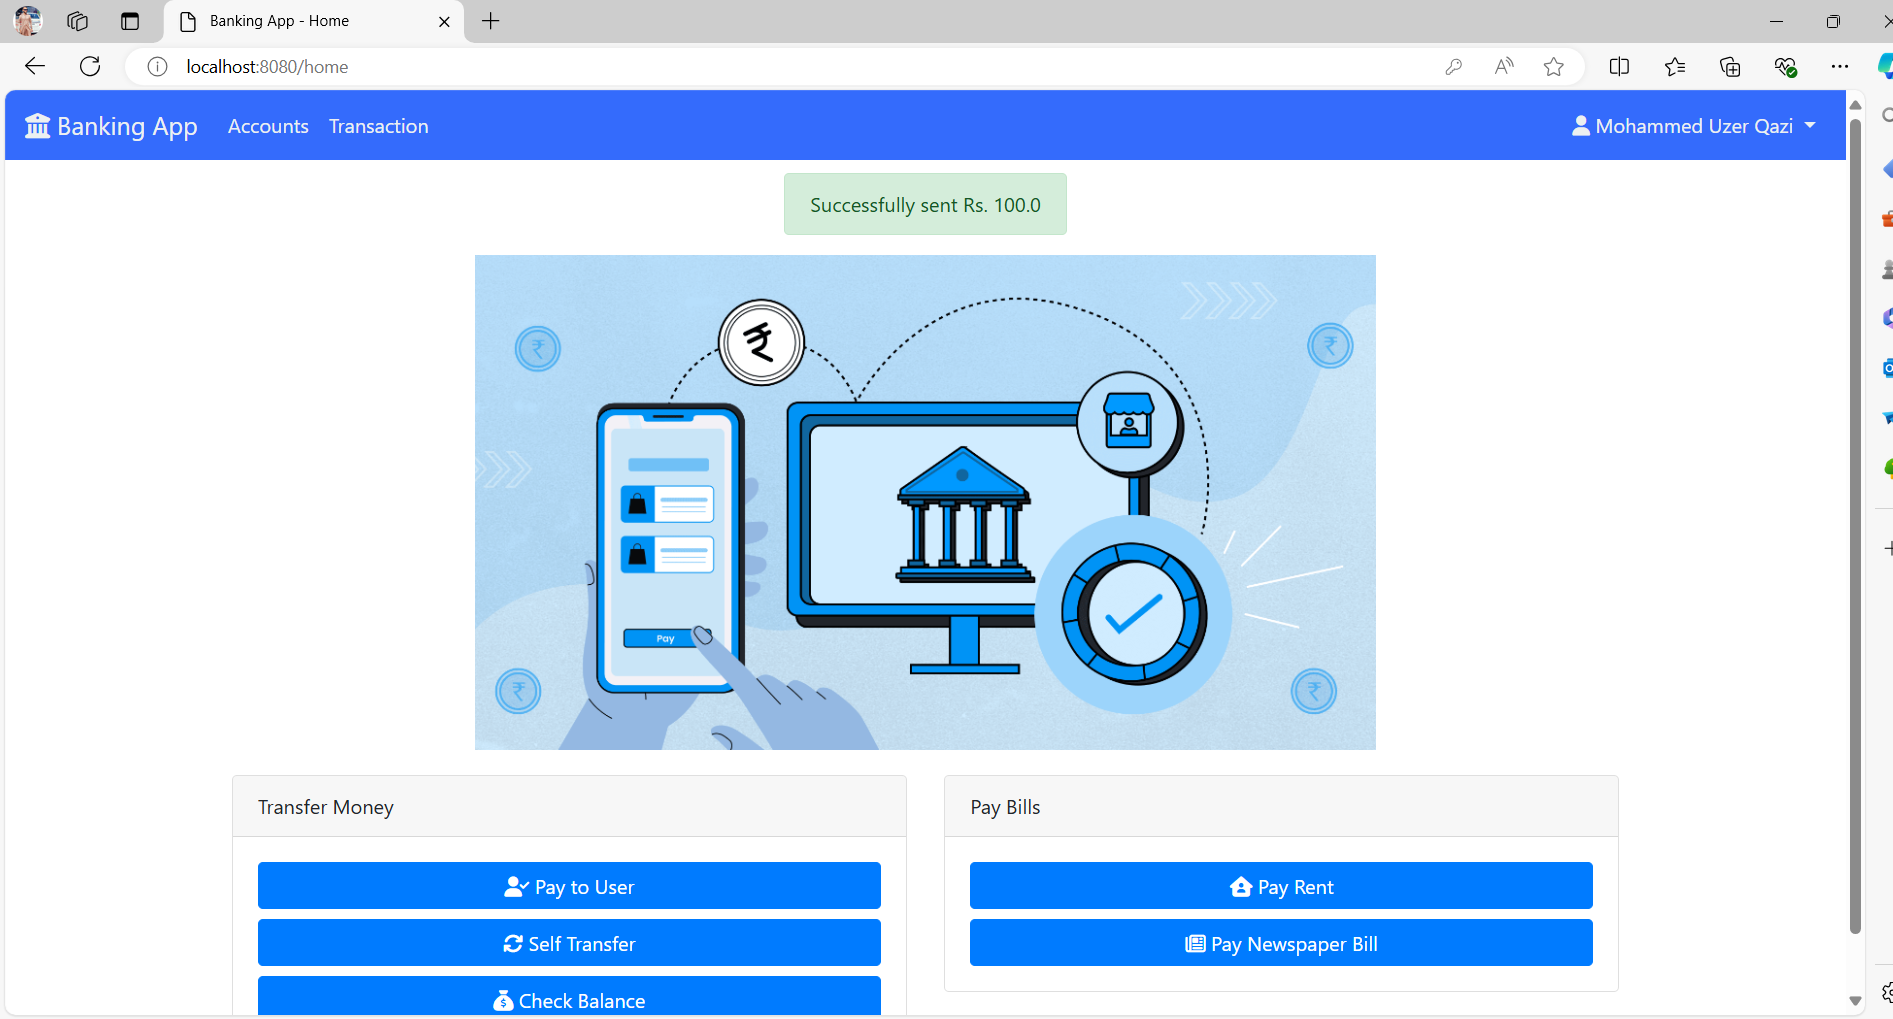 Banking App - Home
localhost:8080/home
Banking App Accounts Transaction Mohammed Uzer Qazi
Successfully sent Rs. 100.0
₹
₹
₹
Pay
₹
₹
Transfer Money
Pay to User
Self Transfer
Check Balance
Pay Bills
Pay Rent
Pay Newspaper Bill